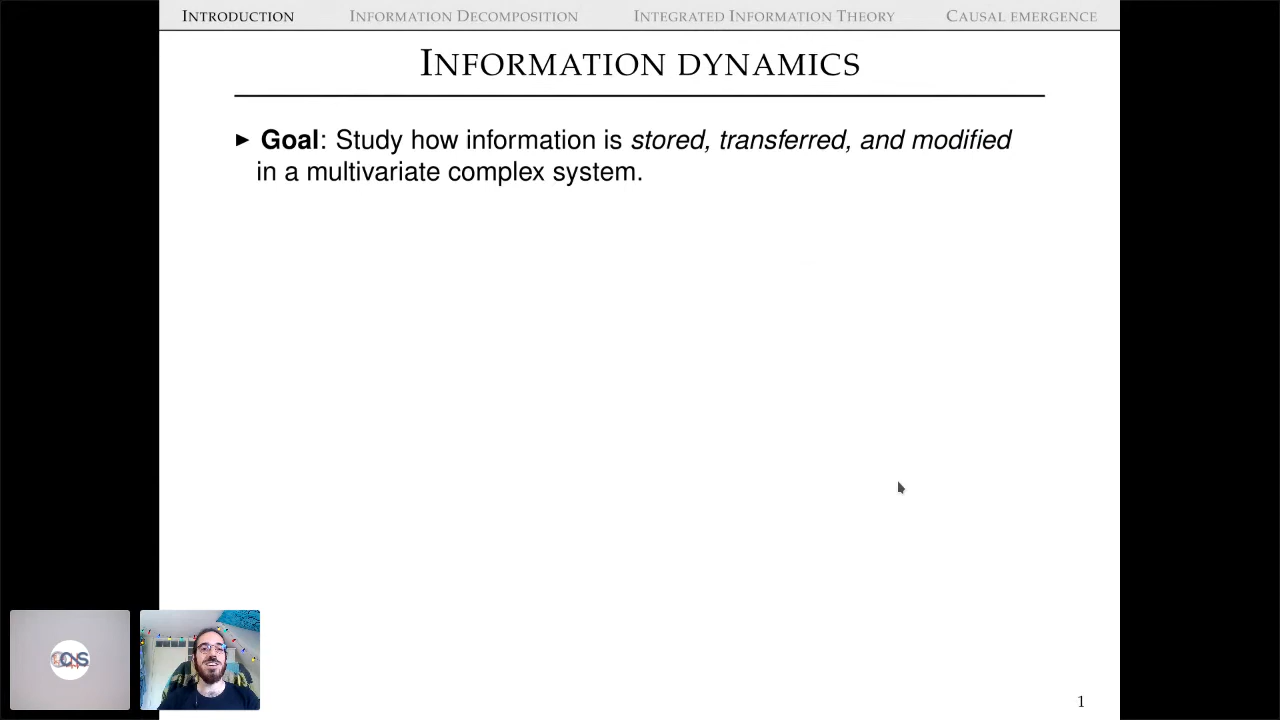 INTRODUCTION INFORMATION DECOMPOSITION INTEGRATED INFORMATION THEORY CAUSAL EMERGENCE
INFORMATION DYNAMICS
► Goal: Study how information is stored, transferred, and modified
in a multivariate complex system.
1